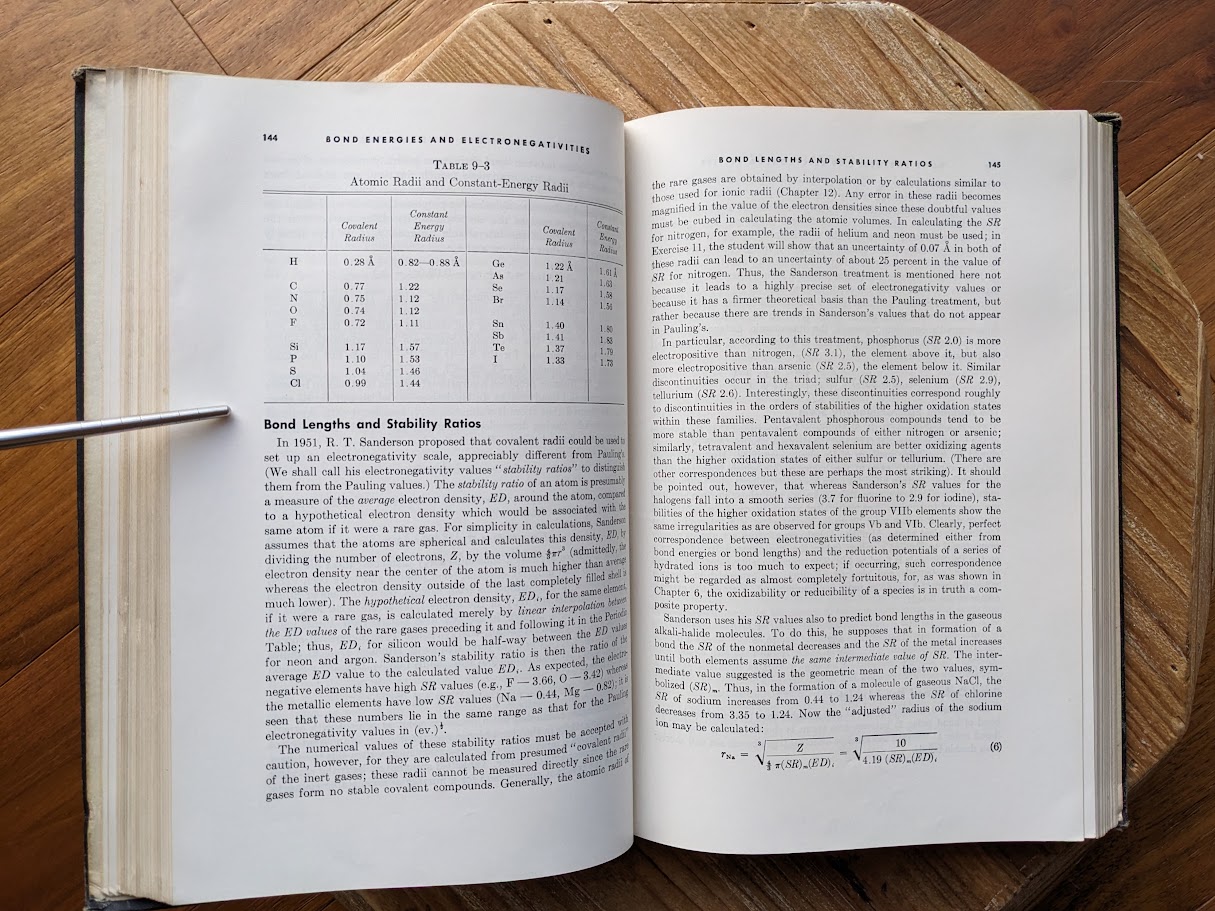 144
BOND ENERGIES AND ELECTRONEGATIVITIES
TABLE 9–3
Atomic Radii and Constant-Energy Radii
Covalent Radius | Constant Energy Radius | | Covalent Radius | Constant Energy Radius
H 0.28 Å 0.82—0.88 Å Ge 1.22 Å 1.61 Å
As 1.21 1.63
C 0.77 1.22 Se 1.17 1.58
N 0.75 1.12 Br 1.14
O 0.74 1.12
F 0.72 1.11 Sn 1.40 1.80
Sb 1.41 1.83
Si 1.17 1.57 Te 1.37 1.79
P 1.10 1.53 I 1.33 1.73
S 1.04 1.46
Cl 0.99 1.44
Bond Lengths and Stability Ratios
In 1951, R. T. Sanderson proposed that covalent radii could be used to
set up an electronegativity scale, appreciably different from Pauling's.
(We shall call his electronegativity values "stability ratios" to distinguish
them from the Pauling values.) The stability ratio of an atom is presumably
a measure of the average electron density, ED, around the atom, compared
to a hypothetical electron density which would be associated with the
same atom if it were a rare gas. For simplicity in calculations, Sanderson
assumes that the atoms are spherical and calculates this density, ED, by
dividing the number of electrons, Z, by the volume 4/3πr³ (admittedly, the
electron density near the center of the atom is much higher than average
whereas the electron density outside of the last completely filled shell is
much lower). The hypothetical electron density, EDᵢ, for the same element,
if it were a rare gas, is calculated merely by linear interpolation between
the ED values of the rare gases preceding it and following it in the Periodic
Table; thus, EDᵢ for silicon would be half-way between the ED values
for neon and argon. Sanderson's stability ratio is then the ratio of the
average ED value to the calculated value EDᵢ. As expected, the electro-
negative elements have high SR values (e.g., F — 3.66, O — 3.42) whereas
the metallic elements have low SR values (Na — 0.44, Mg — 0.82); it is
seen that these numbers lie in the same range as that for the Pauling
electronegativity values in (ev.)
The numerical values of these stability ratios must be accepted with
caution, however, for they are calculated from presumed "covalent radii"
of the inert gases; these radii cannot be measured directly since the rare
gases form no stable covalent compounds. Generally, the atomic radii of
BOND LENGTHS AND STABILITY RATIOS
145
the rare gases are obtained by interpolation or by calculations similar to
those used for ionic radii (Chapter 12). Any error in these radii becomes
magnified in the value of the electron densities since these doubtful values
must be cubed in calculating the atomic volumes. In calculating the SR
for nitrogen, for example, the radii of helium and neon must be used; in
Exercise 11, the student will show that an uncertainty of 0.07 Å in both of
these radii can lead to an uncertainty of about 25 percent in the value of
SR for nitrogen. Thus, the Sanderson treatment is mentioned here not
because it leads to a highly precise set of electronegativity values or
because it has a firmer theoretical basis than the Pauling treatment, but
rather because there are trends in Sanderson's values that do not appear
in Pauling's.
In particular, according to this treatment, phosphorus (SR 2.0) is more
electropositive than nitrogen, (SR 3.1), the element above it, but also
more electropositive than arsenic (SR 2.5), the element below it. Similar
discontinuities occur in the triad; sulfur (SR 2.5), selenium (SR 2.9),
tellurium (SR 2.6). Interestingly, these discontinuities correspond roughly
to discontinuities in the orders of stabilities of the higher oxidation states
within these families. Pentavalent phosphorous compounds tend to be
more stable than pentavalent compounds of either nitrogen or arsenic;
similarly, tetravalent and hexavalent selenium are better oxidizing agents
than the higher oxidation states of either sulfur or tellurium. (There are
other correspondences but these are perhaps the most striking). It should
be pointed out, however, that whereas Sanderson's SR values for the
halogens fall into a smooth series (3.7 for fluorine to 2.9 for iodine), sta-
bilities of the higher oxidation states of the group VIIb elements show the
same irregularities as are observed for groups Vb and VIb. Clearly, perfect
correspondence between electronegativities (as determined either from
bond energies or bond lengths) and the reduction potentials of a series of
hydrated ions is too much to expect; if occurring, such correspondence
might be regarded as almost completely fortuitous, for, as was shown in
Chapter 6, the oxidizability or reducibility of a species is in truth a com-
posite property.
Sanderson uses his SR values also to predict bond lengths in the gaseous
alkali-halide molecules. To do this, he supposes that in formation of a
bond the SR of the nonmetal decreases and the SR of the metal increases
until both elements assume the same intermediate value of SR. The inter-
mediate value suggested is the geometric mean of the two values, sym-
bolized (SR)ₘ. Thus, in the formation of a molecule of gaseous NaCl, the
SR of sodium increases from 0.44 to 1.24 whereas the SR of chlorine
decreases from 3.35 to 1.24. Now the "adjusted" radius of the sodium
ion may be calculated:
r_Na = ³√(Z / (4/3 π(SR)ₘ(ED)ᵢ)) = ³√(10 / (4.19 (SR)ₘ(ED)ᵢ)) (6)